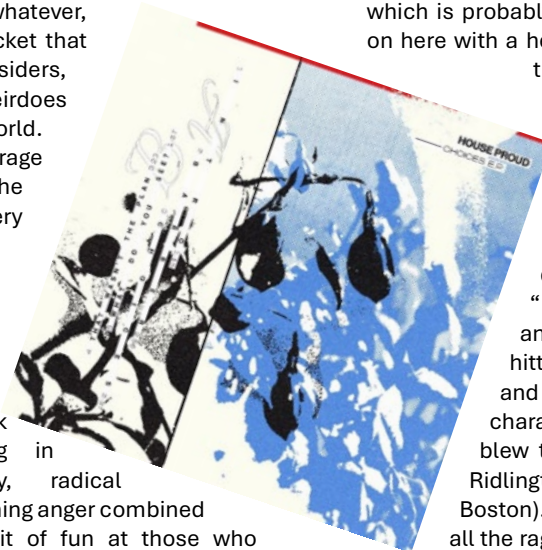 whatever,
cket that
siders,
eirdoes
orld.
rage
he
ery
k
g in
y, radical
ning anger combined
it of fun at those who
HOUSE PROUD
CHOICES E.P.
which is probabl
on here with a he
t
“
an
hitt
and
chara
blew t
Ridlingt
Boston).
all the rag